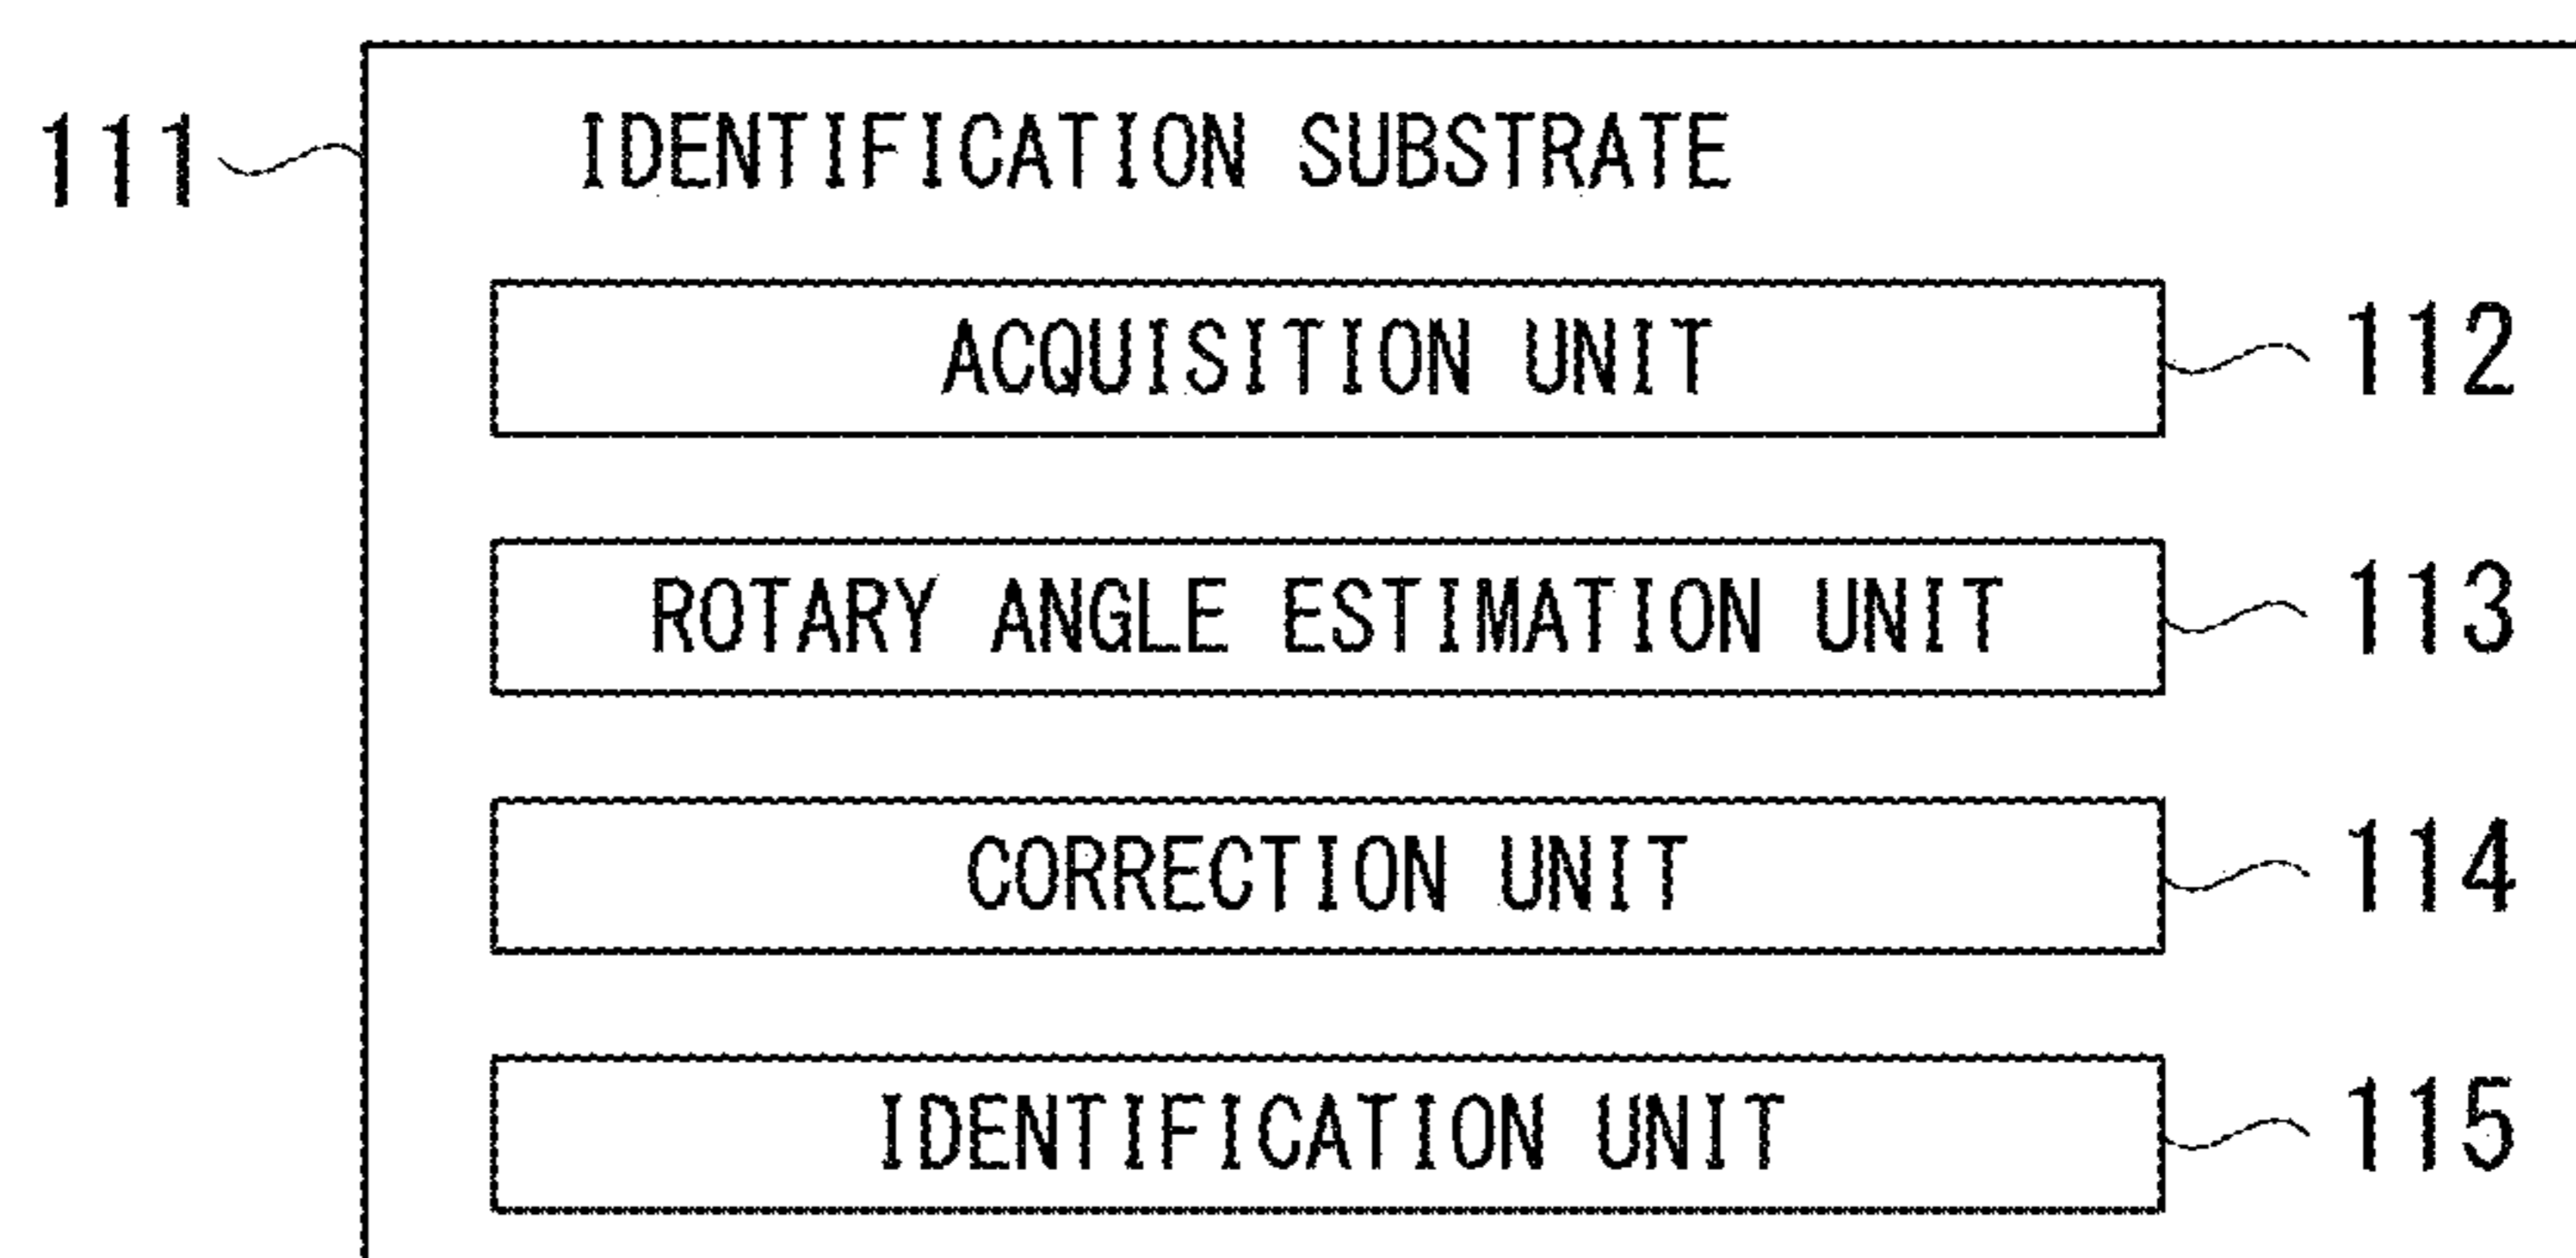 111 IDENTIFICATION SUBSTRATE
ACQUISITION UNIT 112
ROTARY ANGLE ESTIMATION UNIT 113
CORRECTION UNIT 114
IDENTIFICATION UNIT 115